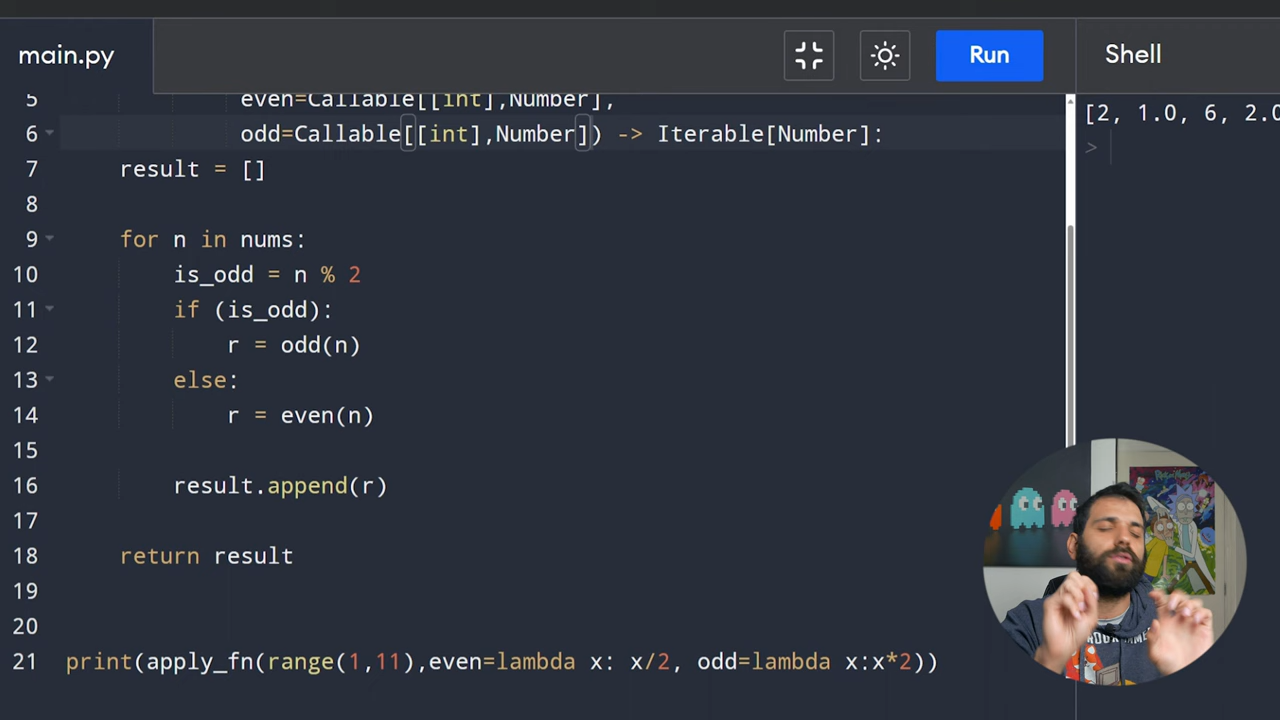 main.py
Run
Shell
5 even=Callable[[int],Number],
6 odd=Callable[[int],Number]) -> Iterable[Number]:
7 result = []
8
9 for n in nums:
10 is_odd = n % 2
11 if (is_odd):
12 r = odd(n)
13 else:
14 r = even(n)
15
16 result.append(r)
17
18 return result
19
20
21 print(apply_fn(range(1,11),even=lambda x: x/2, odd=lambda x:x*2))
[2, 1.0, 6, 2.0
>